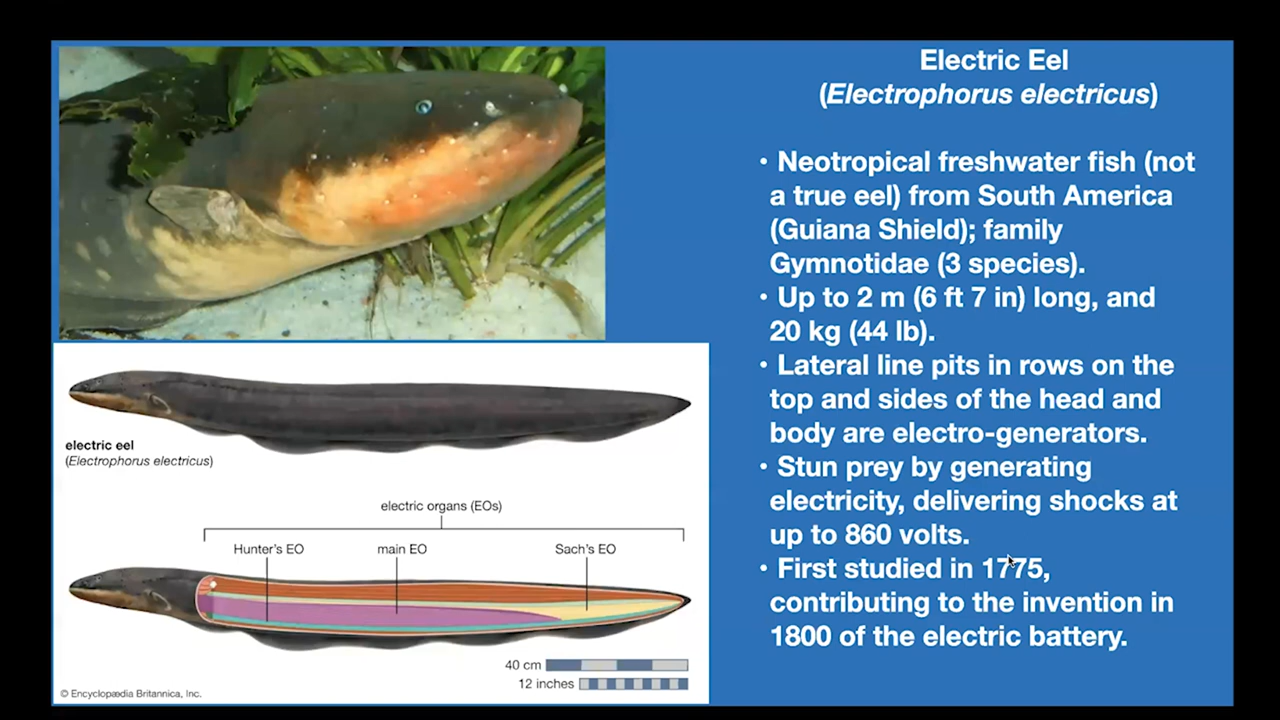 Electric Eel
(Electrophorus electricus)
• Neotropical freshwater fish (not
a true eel) from South America
(Guiana Shield); family
Gymnotidae (3 species).
• Up to 2 m (6 ft 7 in) long, and
20 kg (44 lb).
• Lateral line pits in rows on the
top and sides of the head and
body are electro-generators.
• Stun prey by generating
electricity, delivering shocks at
up to 860 volts.
• First studied in 1775,
contributing to the invention in
1800 of the electric battery.
electric eel
(Electrophorus electricus)
electric organs (EOs)
Hunter's EO main EO Sach's EO
40 cm
12 inches
© Encyclopædia Britannica, Inc.